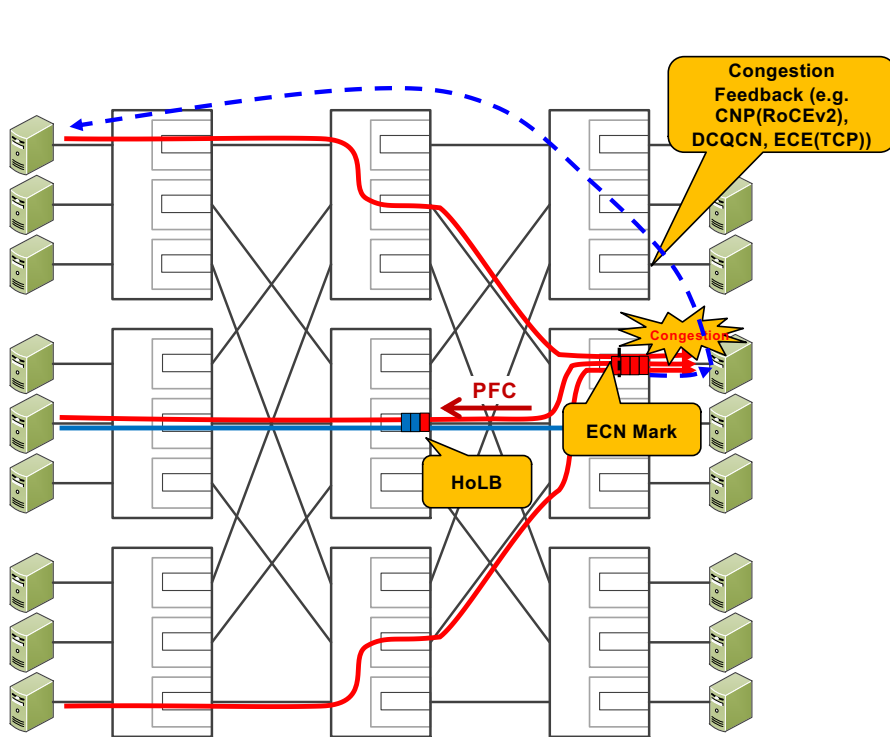 Congestion
Feedback (e.g.
CNP(RoCEv2),
DCQCN, ECE(TCP))
Congestion
PFC
ECN Mark
HoLB